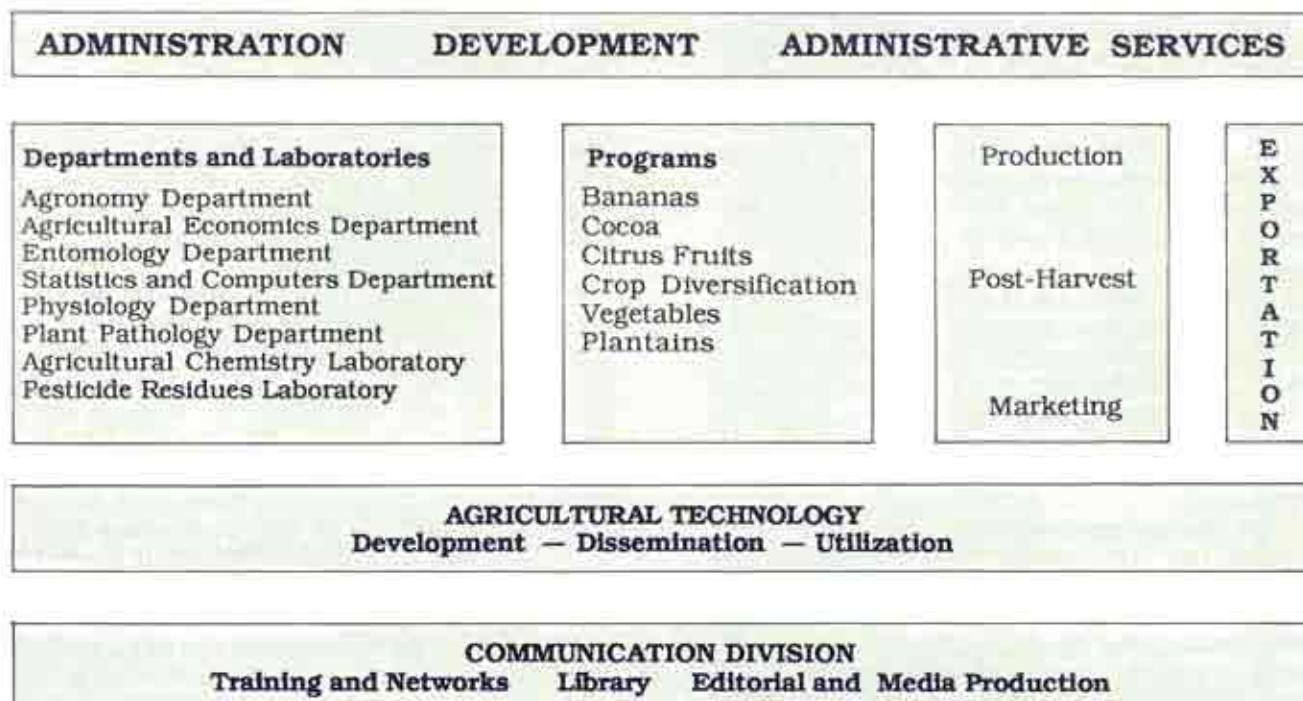 ADMINISTRATION DEVELOPMENT ADMINISTRATIVE SERVICES
Departments and Laboratories
Agronomy Department
Agricultural Economics Department
Entomology Department
Statistics and Computers Department
Physiology Department
Plant Pathology Department
Agricultural Chemistry Laboratory
Pesticide Residues Laboratory
Programs
Bananas
Cocoa
Citrus Fruits
Crop Diversification
Vegetables
Plantains
Production
Post-Harvest
Marketing
EXPORTATION
AGRICULTURAL TECHNOLOGY
Development — Dissemination — Utilization
COMMUNICATION DIVISION
Training and Networks Library Editorial and Media Production